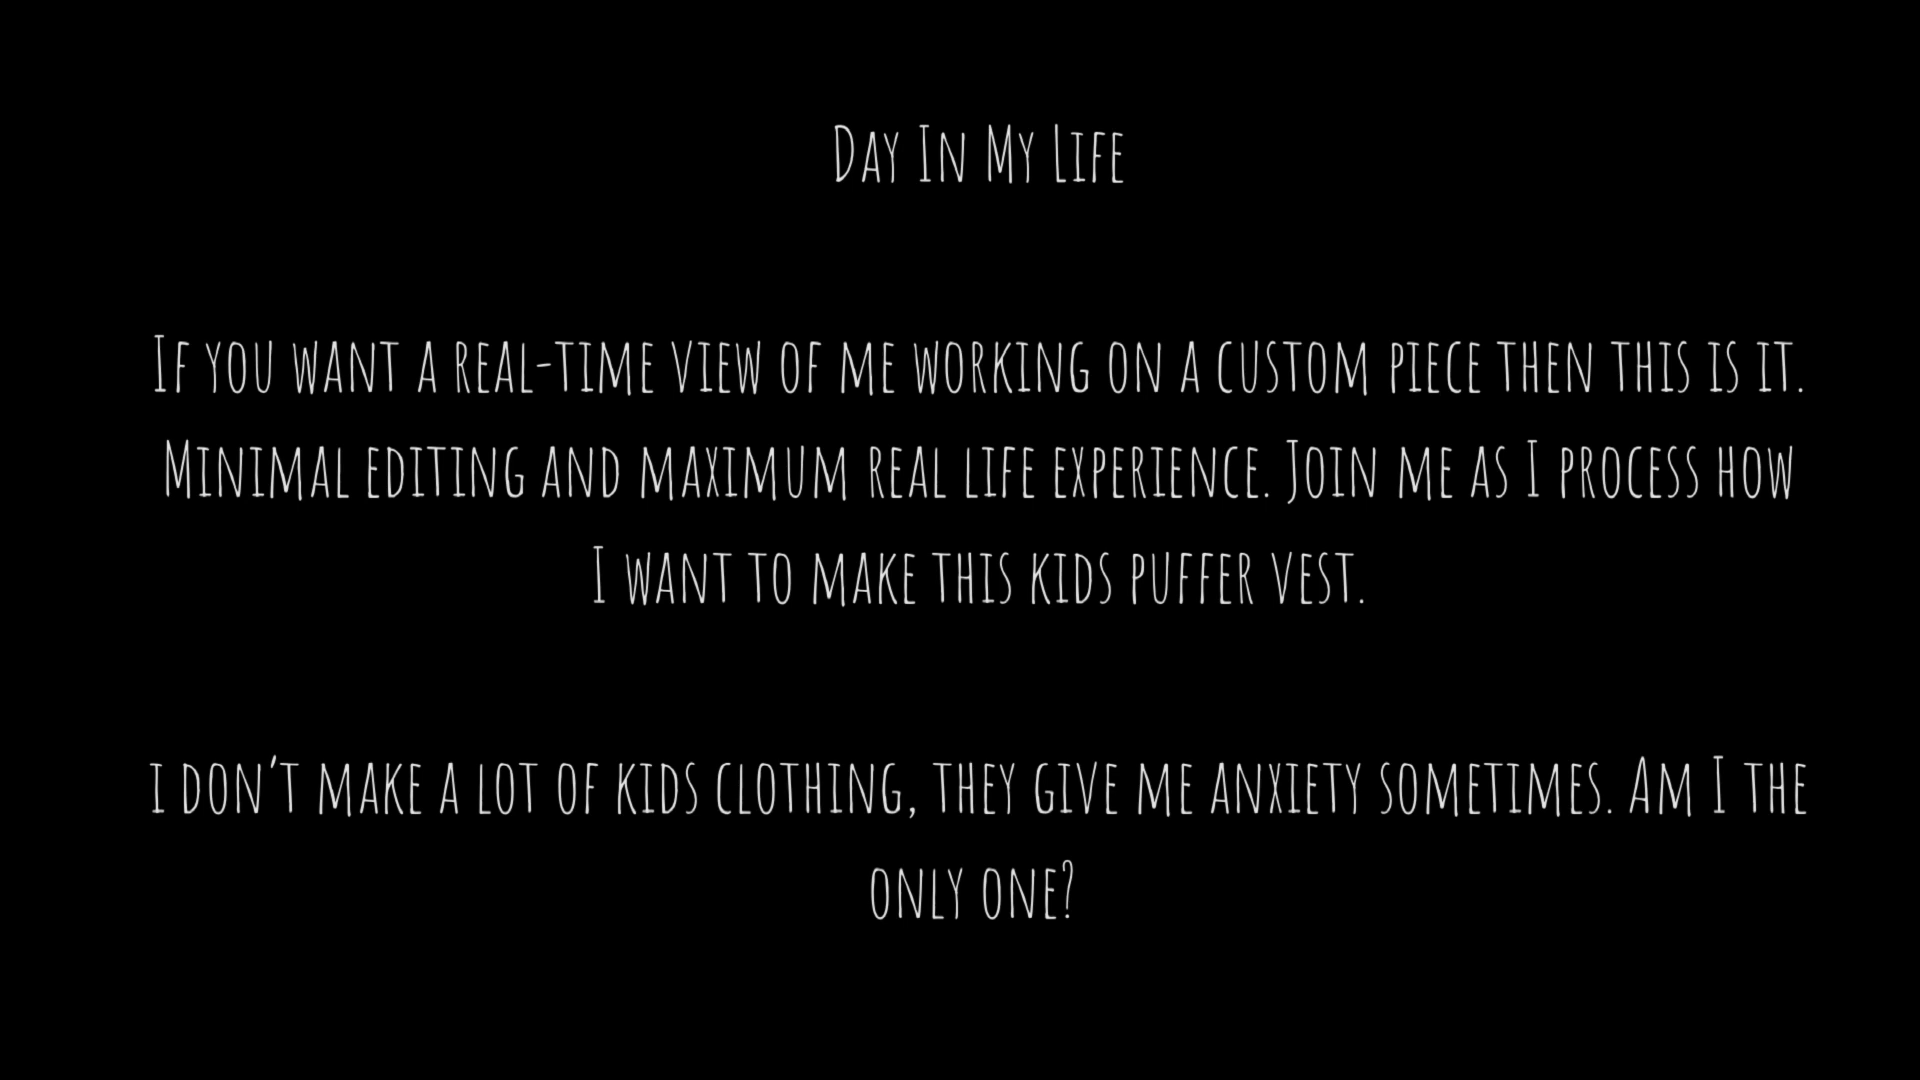 Day In My Life
If you want a real-time view of me working on a custom piece then this is it.
Minimal editing and maximum real life experience. Join me as I process how
I want to make this kids puffer vest.
i don't make a lot of kids clothing, they give me anxiety sometimes. Am I the
only one?